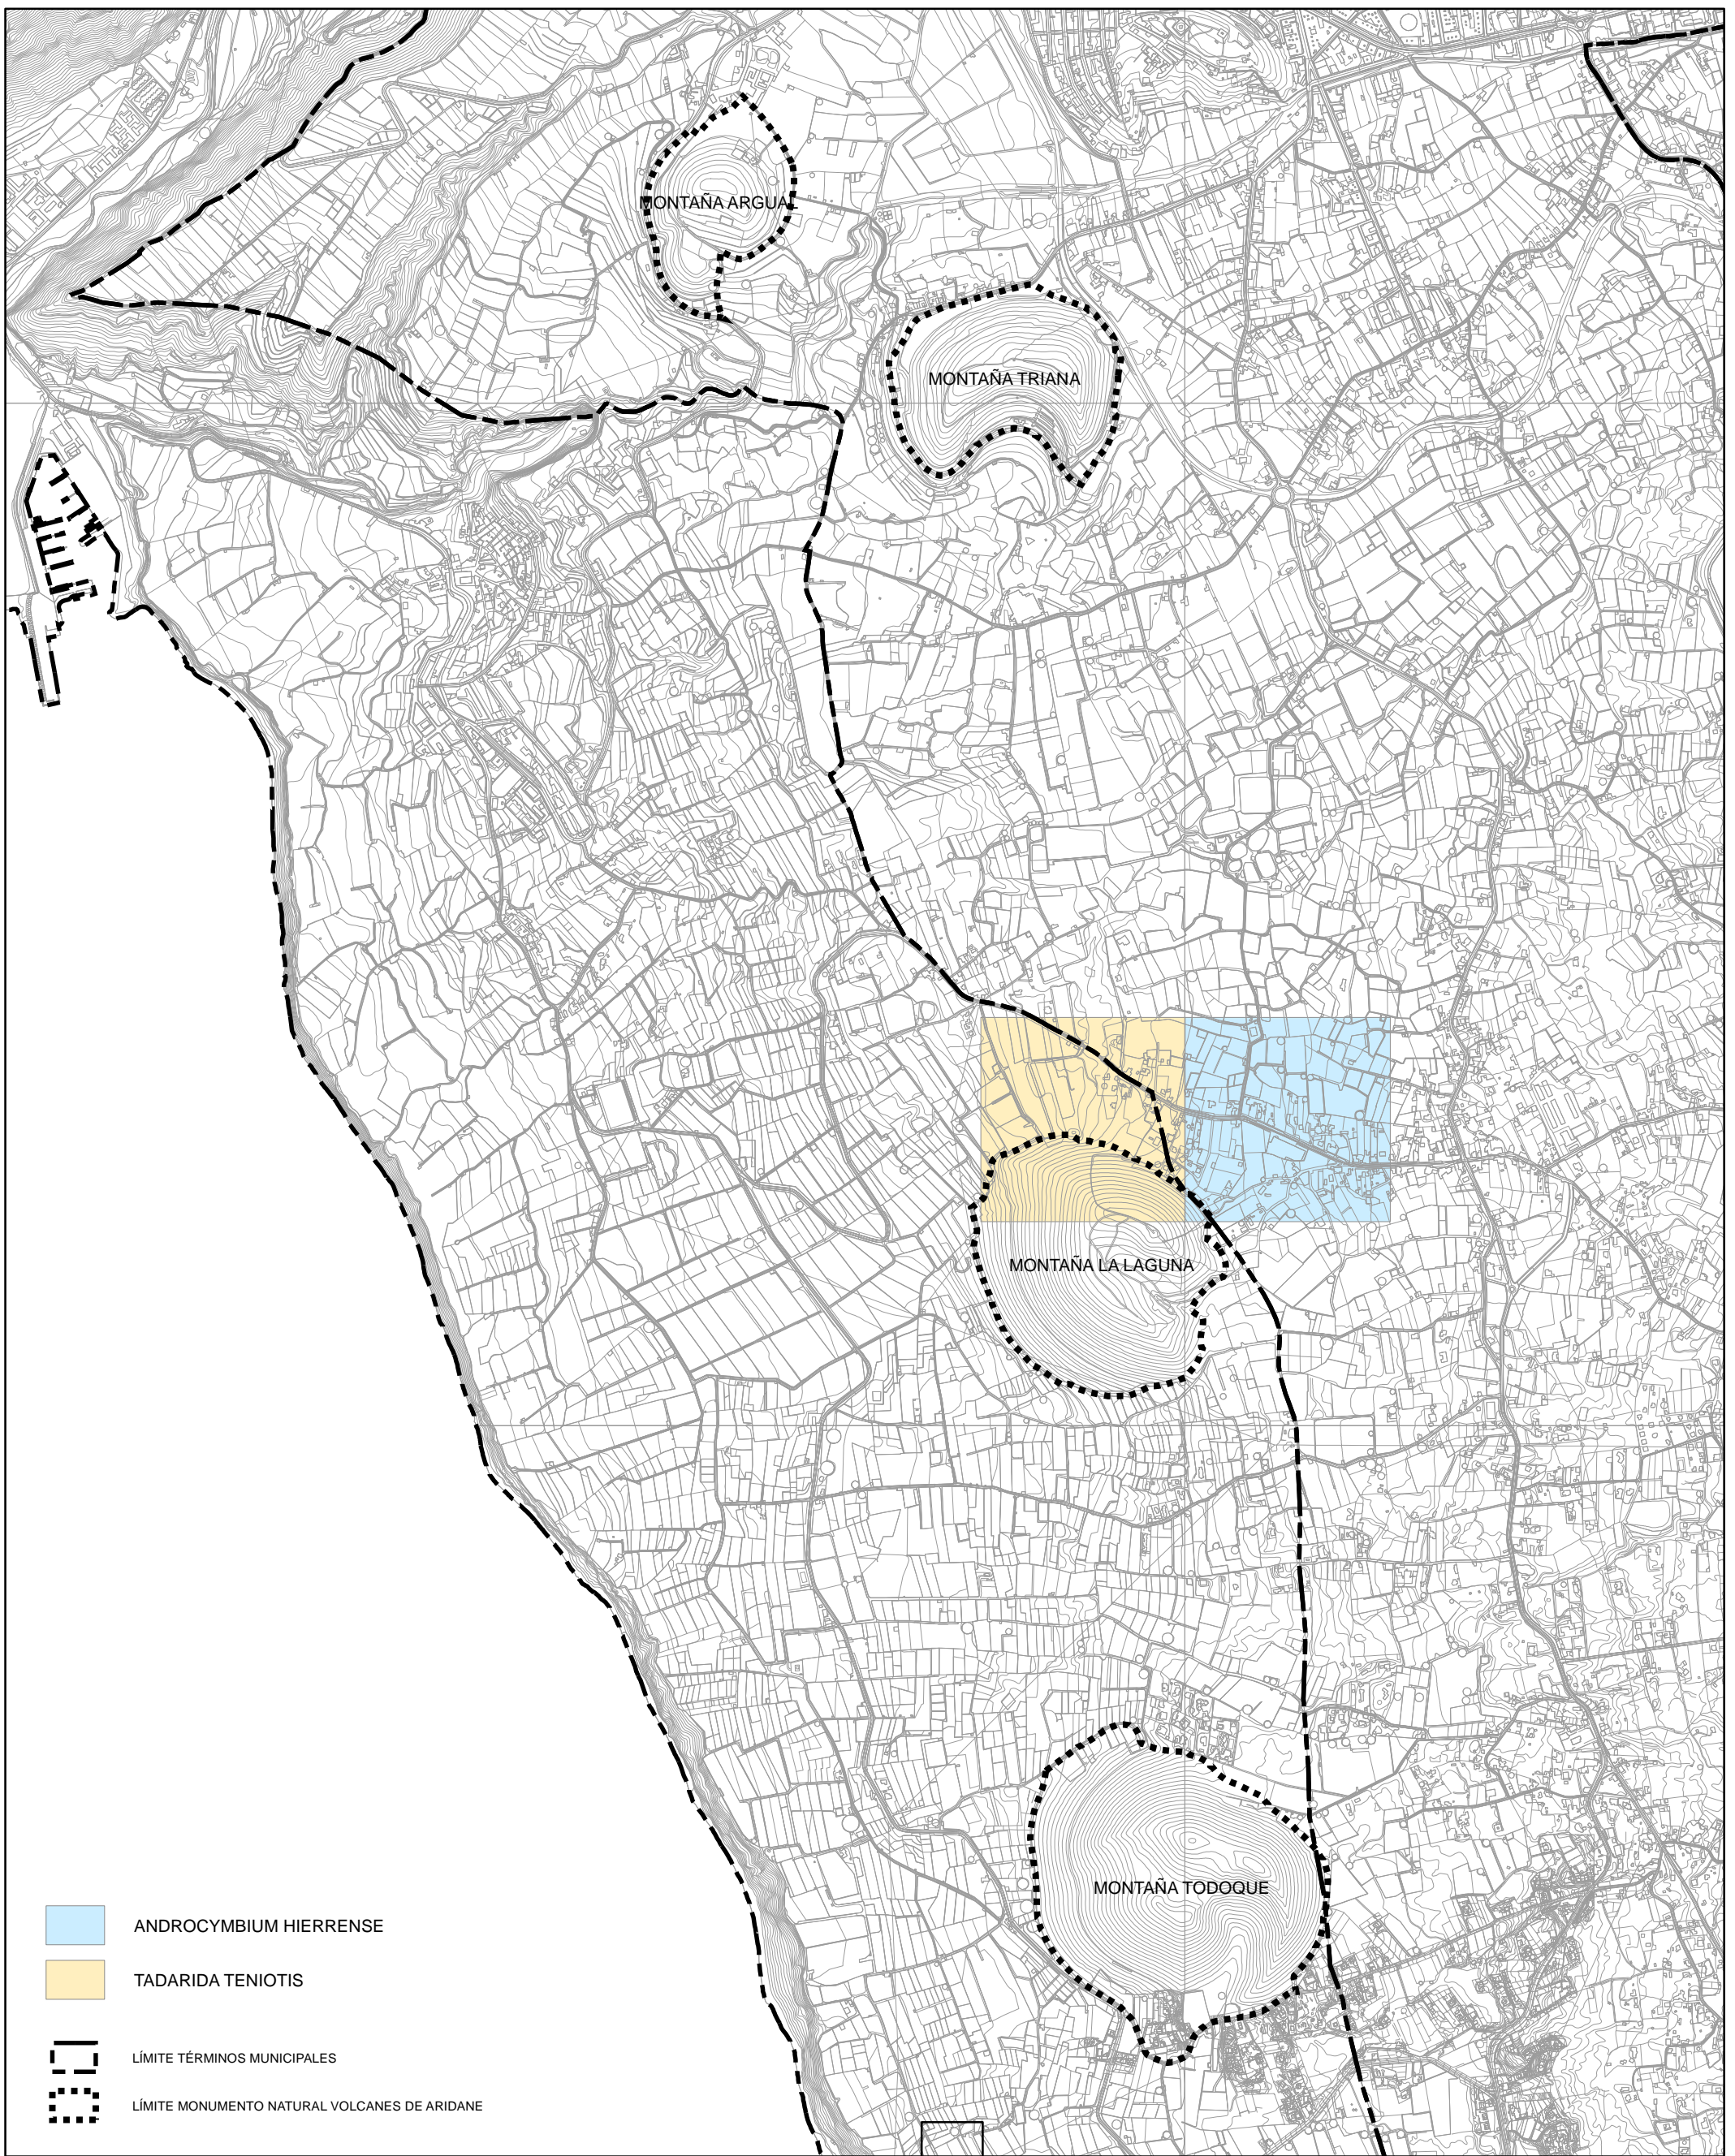 MONTAÑA ARGUAL
MONTAÑA TRIANA
MONTAÑA LA LAGUNA
MONTAÑA TODOQUE
ANDROCYMBIUM HIERRENSE
TADARIDA TENIOTIS
LÍMITE TÉRMINOS MUNICIPALES
LÍMITE MONUMENTO NATURAL VOLCANES DE ARIDANE